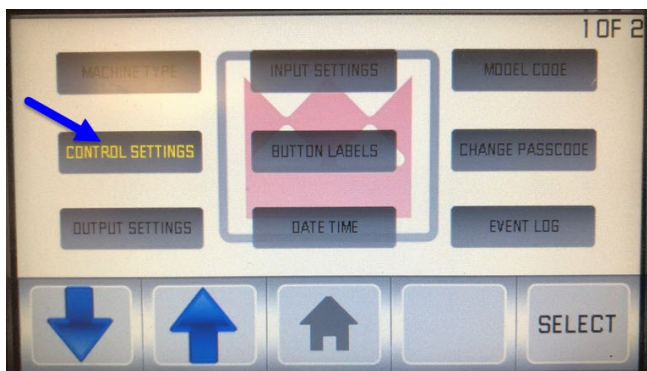 1 OF 2
MACHINE TYPE
INPUT SETTINGS
MODEL CODE
CONTROL SETTINGS
BUTTON LABELS
CHANGE PASSCODE
OUTPUT SETTINGS
DATE TIME
EVENT LOG
SELECT